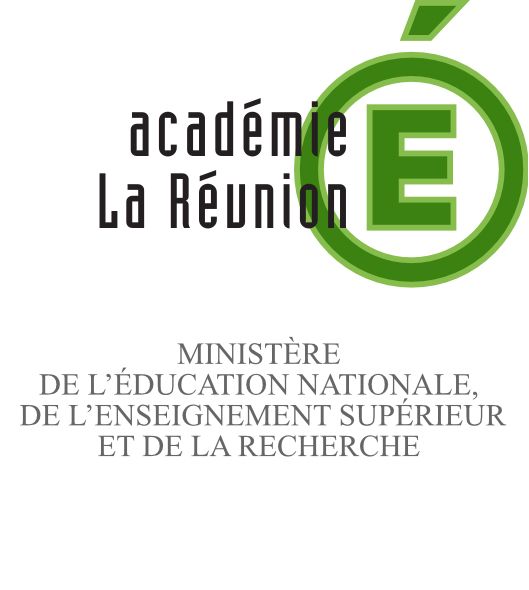 académie
La Réunion
É
MINISTÈRE
DE L'ÉDUCATION NATIONALE,
DE L'ENSEIGNEMENT SUPÉRIEUR
ET DE LA RECHERCHE